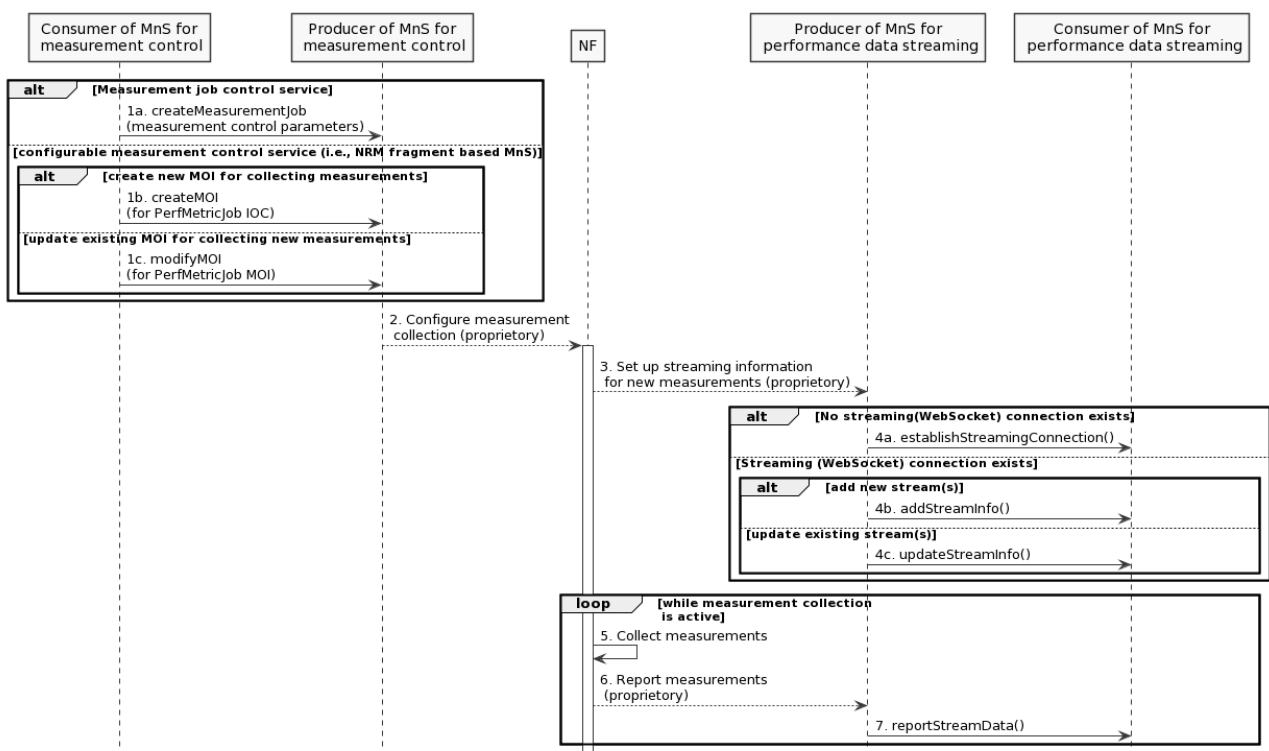 Consumer of MnS for
measurement control
Producer of MnS for
measurement control
NF
Producer of MnS for
performance data streaming
Consumer of MnS for
performance data streaming
alt [Measurement job control service]
1a. createMeasurementJob
(measurement control parameters)
[configurable measurement control service (i.e., NRM fragment based MnS)]
alt [create new MOI for collecting measurements]
1b. createMOI
(for PerfMetricJob IOC)
[update existing MOI for collecting new measurements]
1c. modifyMOI
(for PerfMetricJob MOI)
2. Configure measurement
collection (proprietory)
3. Set up streaming information
for new measurements (proprietory)
alt [No streaming(WebSocket) connection exists]
4a. establishStreamingConnection()
[Streaming (WebSocket) connection exists]
alt [add new stream(s)]
4b. addStreamInfo()
[update existing stream(s)]
4c. updateStreamInfo()
loop [while measurement collection
is active]
5. Collect measurements
6. Report measurements
(proprietory)
7. reportStreamData()